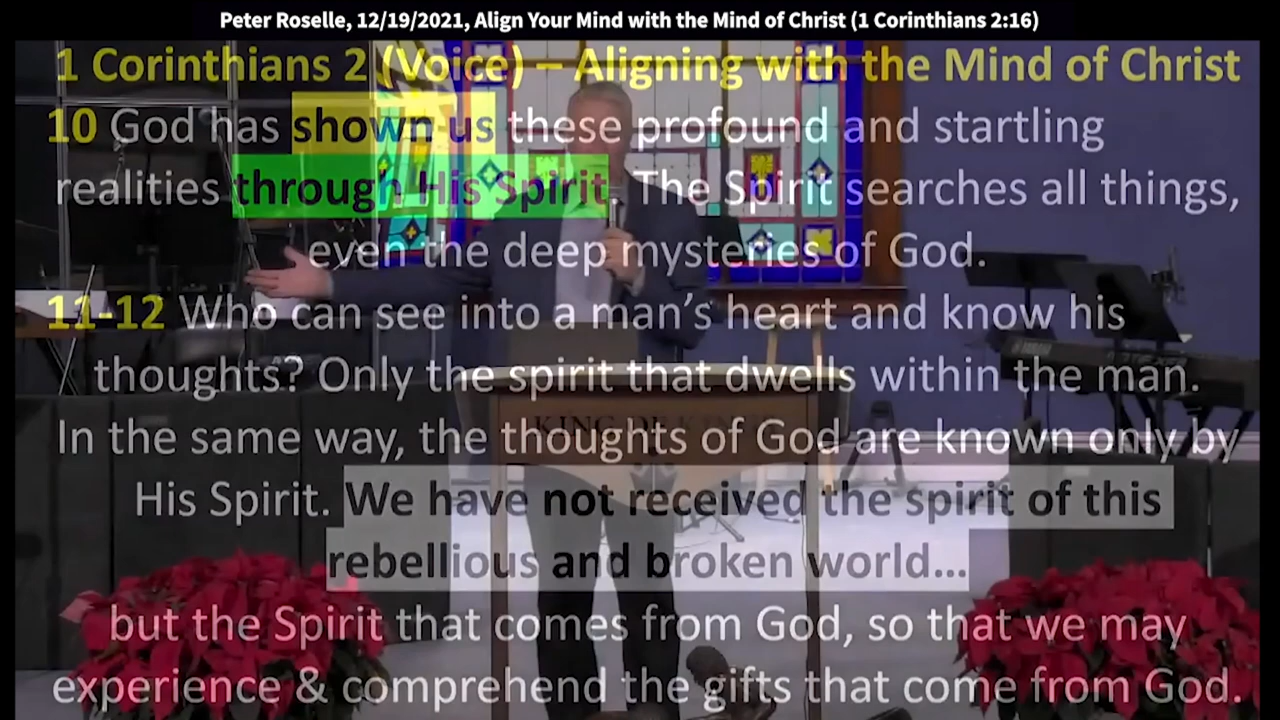 Peter Roselle, 12/19/2021, Align Your Mind with the Mind of Christ (1 Corinthians 2:16)
1 Corinthians 2 (Voice) – Aligning with the Mind of Christ
10 God has shown us these profound and startling
realities through His Spirit. The Spirit searches all things,
even the deep mysteries of God.
11-12 Who can see into a man’s heart and know his
thoughts? Only the spirit that dwells within the man.
In the same way, the thoughts of God are known only by
His Spirit. We have not received the spirit of this
rebellious and broken world...
but the Spirit that comes from God, so that we may
experience & comprehend the gifts that come from God.